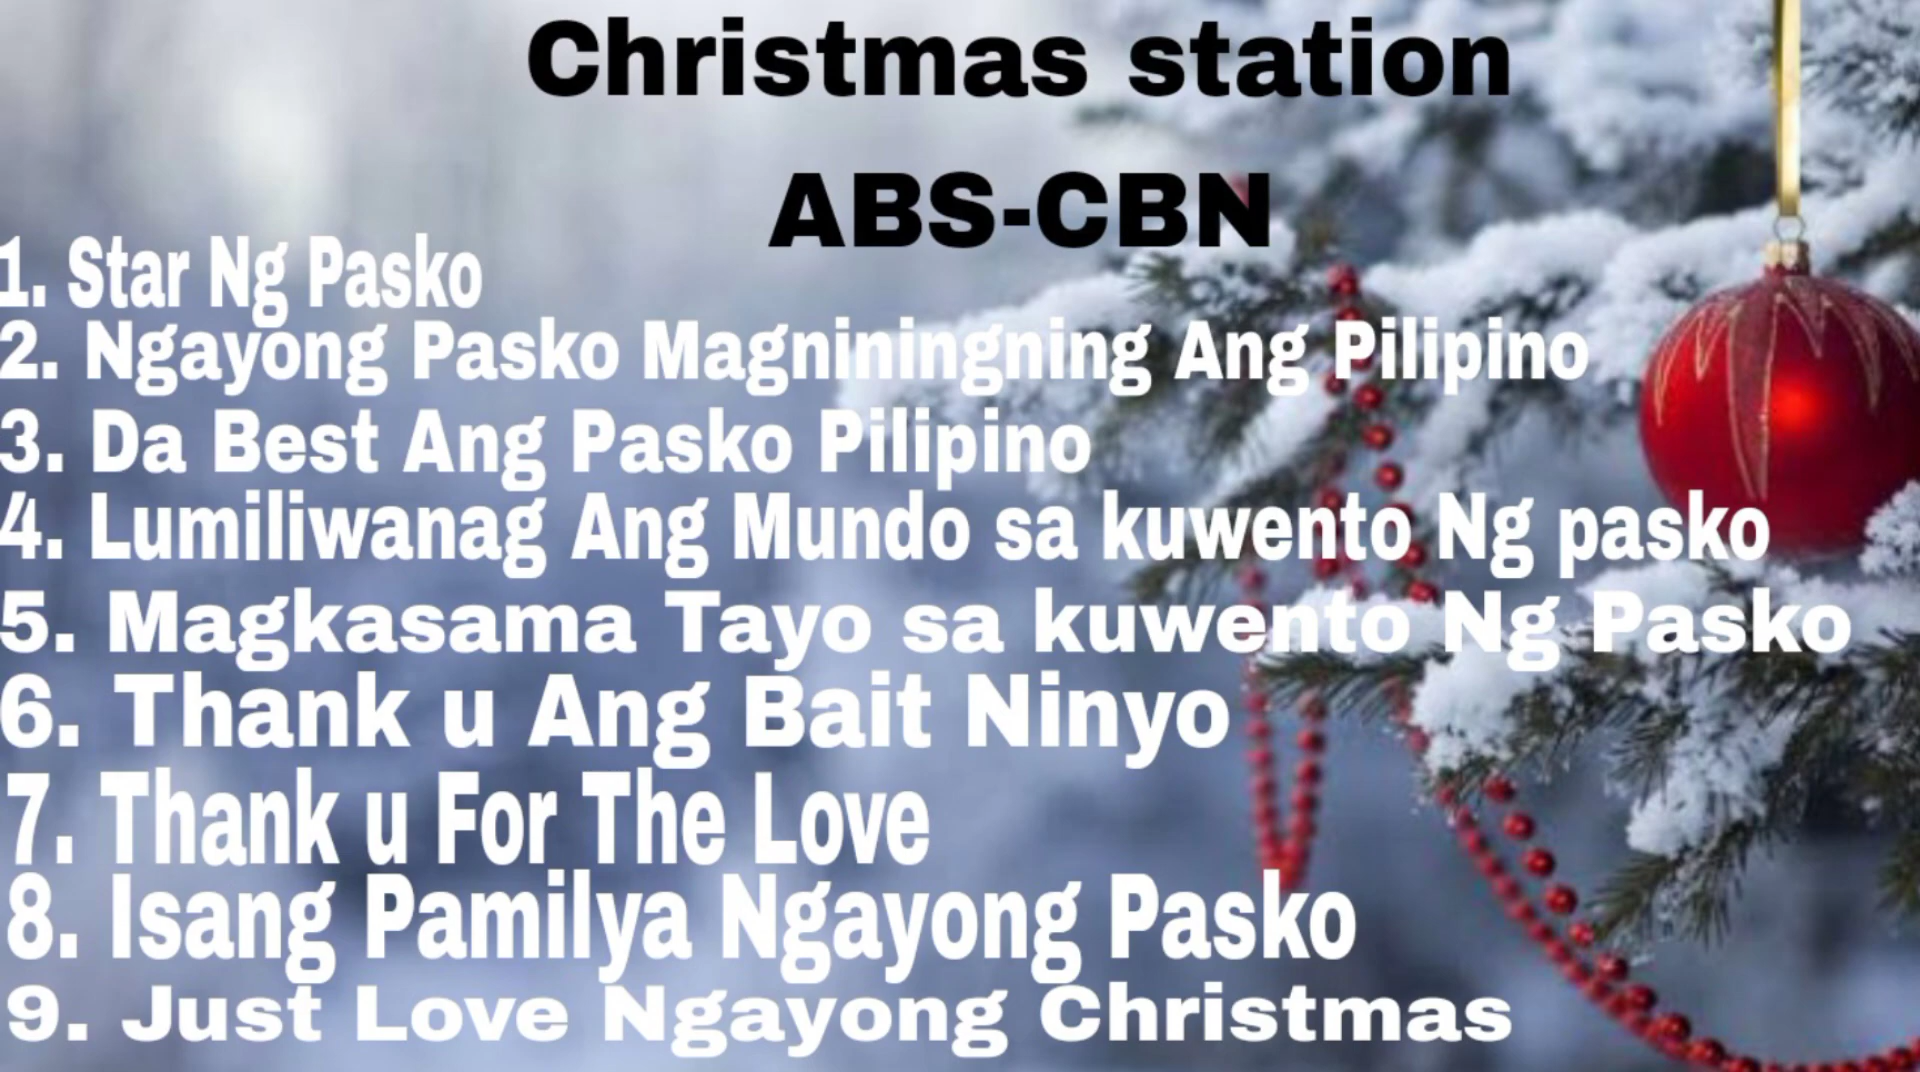 Christmas station
ABS-CBN
1. Star Ng Pasko
2. Ngayong Pasko Magniningning Ang Pilipino
3. Da Best Ang Pasko Pilipino
4. Lumiliwanag Ang Mundo sa kuwento Ng pasko
5. Magkasama Tayo sa kuwento Ng Pasko
6. Thank u Ang Bait Ninyo
7. Thank u For The Love
8. Isang Pamilya Ngayong Pasko
9. Just Love Ngayong Christmas